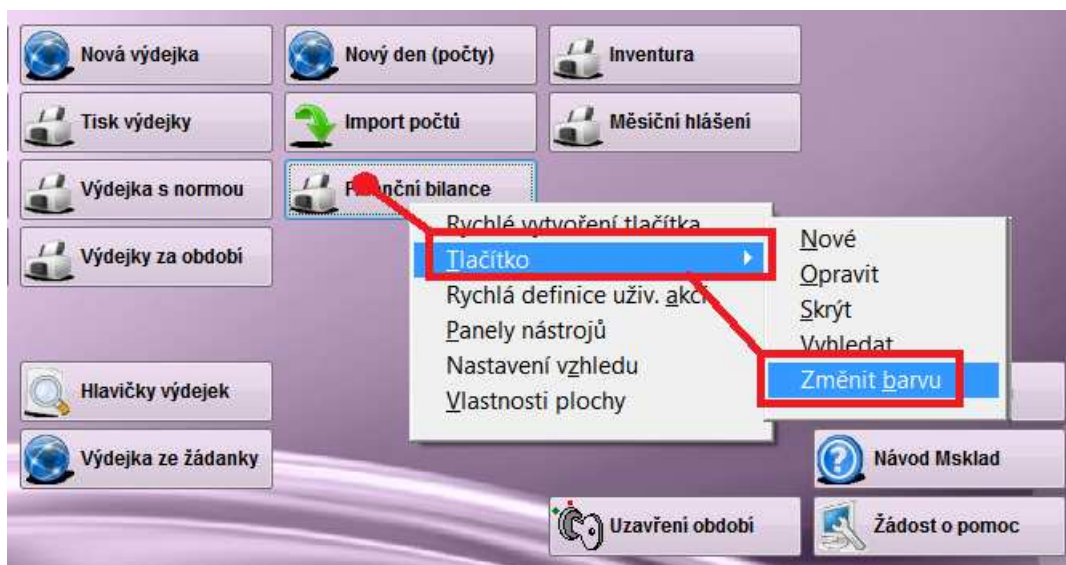 Nová výdejka
Nový den (počty)
Inventura
Tisk výdejky
Import počtů
Měsíční hlášení
Výdejka s normou
bilance
Výdejky za období
Rychlé vytvoření tlačítka
Tlačítko
Rychlá definice uživ. akcí
Panely nástrojů
Nastavení vzhledu
Vlastnosti plochy
Nové
Opravit
Skrýt
Vyhledat
Změnit barvu
Hlavičky výdejek
Výdejka ze žádanky
Návod Msklad
Uzavření období
Žádost o pomoc